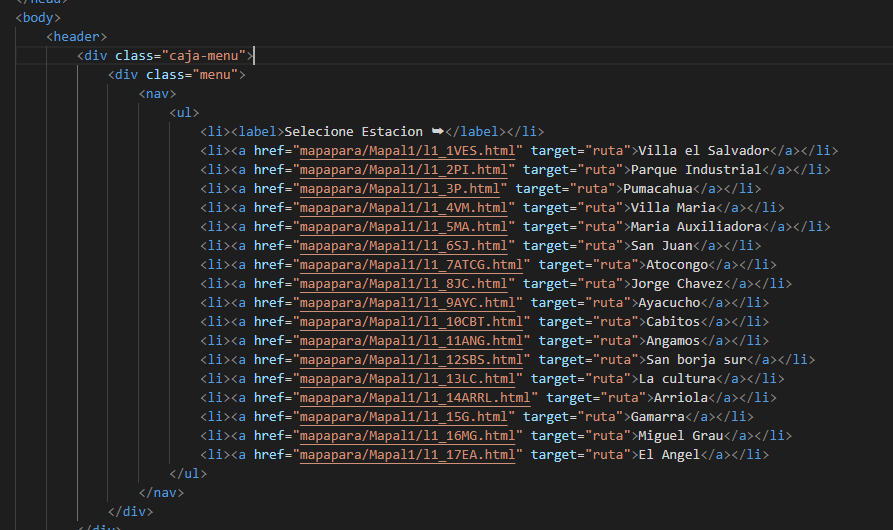 </head>
<body>
<header>
<div class="caja-menu">
<div class="menu">
<nav>
<ul>
<li><label>Selecione Estacion ➥</label></li>
<li><a href="mapapara/Mapal1/l1_1VES.html" target="ruta">Villa el Salvador</a></li>
<li><a href="mapapara/Mapal1/l1_2PI.html" target="ruta">Parque Industrial</a></li>
<li><a href="mapapara/Mapal1/l1_3P.html" target="ruta">Pumacahua</a></li>
<li><a href="mapapara/Mapal1/l1_4VM.html" target="ruta">Villa Maria</a></li>
<li><a href="mapapara/Mapal1/l1_5MA.html" target="ruta">Maria Auxiliadora</a></li>
<li><a href="mapapara/Mapal1/l1_6SJ.html" target="ruta">San Juan</a></li>
<li><a href="mapapara/Mapal1/l1_7ATCG.html" target="ruta">Atocongo</a></li>
<li><a href="mapapara/Mapal1/l1_8JC.html" target="ruta">Jorge Chavez</a></li>
<li><a href="mapapara/Mapal1/l1_9AYC.html" target="ruta">Ayacucho</a></li>
<li><a href="mapapara/Mapal1/l1_10CBT.html" target="ruta">Cabitos</a></li>
<li><a href="mapapara/Mapal1/l1_11ANG.html" target="ruta">Angamos</a></li>
<li><a href="mapapara/Mapal1/l1_12SBS.html" target="ruta">San borja sur</a></li>
<li><a href="mapapara/Mapal1/l1_13LC.html" target="ruta">La cultura</a></li>
<li><a href="mapapara/Mapal1/l1_14ARRL.html" target="ruta">Arriola</a></li>
<li><a href="mapapara/Mapal1/l1_15G.html" target="ruta">Gamarra</a></li>
<li><a href="mapapara/Mapal1/l1_16MG.html" target="ruta">Miguel Grau</a></li>
<li><a href="mapapara/Mapal1/l1_17EA.html" target="ruta">El Angel</a></li>
</ul>
</nav>
</div>
</div>